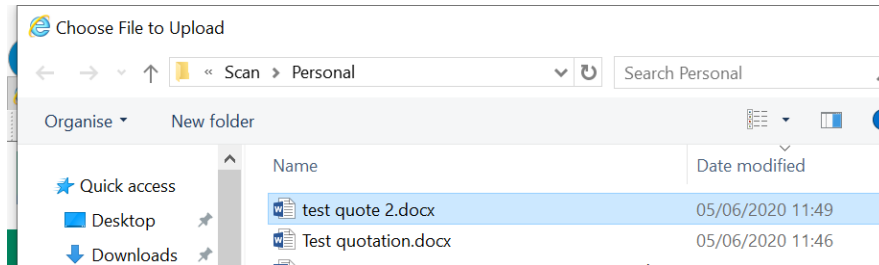 Choose File to Upload
« Scan > Personal
Search Personal
Organise New folder
Name Date modified
Quick access
test quote 2.docx 05/06/2020 11:49
Desktop
Test quotation.docx 05/06/2020 11:46
Downloads